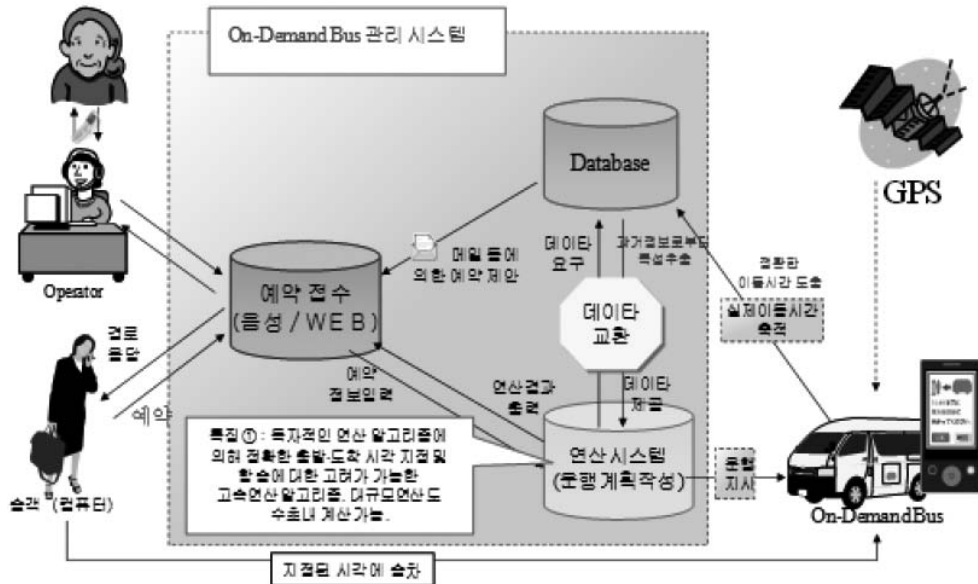 On-Demand Bus 관리 시스템
Database
GPS
Operator
메일 등에
의한 예약 제안
데이타
요구
과거정보로부터
특성추출
정확한
이동시간 도출
실제이동시간
축적
예약 접수
(음성 / WEB)
데이타
교환
경로
응답
예약
예약
정보입력
연산결과
출력
데이타
제공
특징 ① : 독자적인 연산 알고리즘에
의해 정확한 출발·도착 시각 지정 및
합승에 대한 고려가 가능한
고속연산 알고리즘. 대규모연산도
수초내 계산가능.
연산 시스템
(운행계획작성)
운행
지시
승객 (컴퓨터)
On-Demand Bus
지정된 시각에 승차